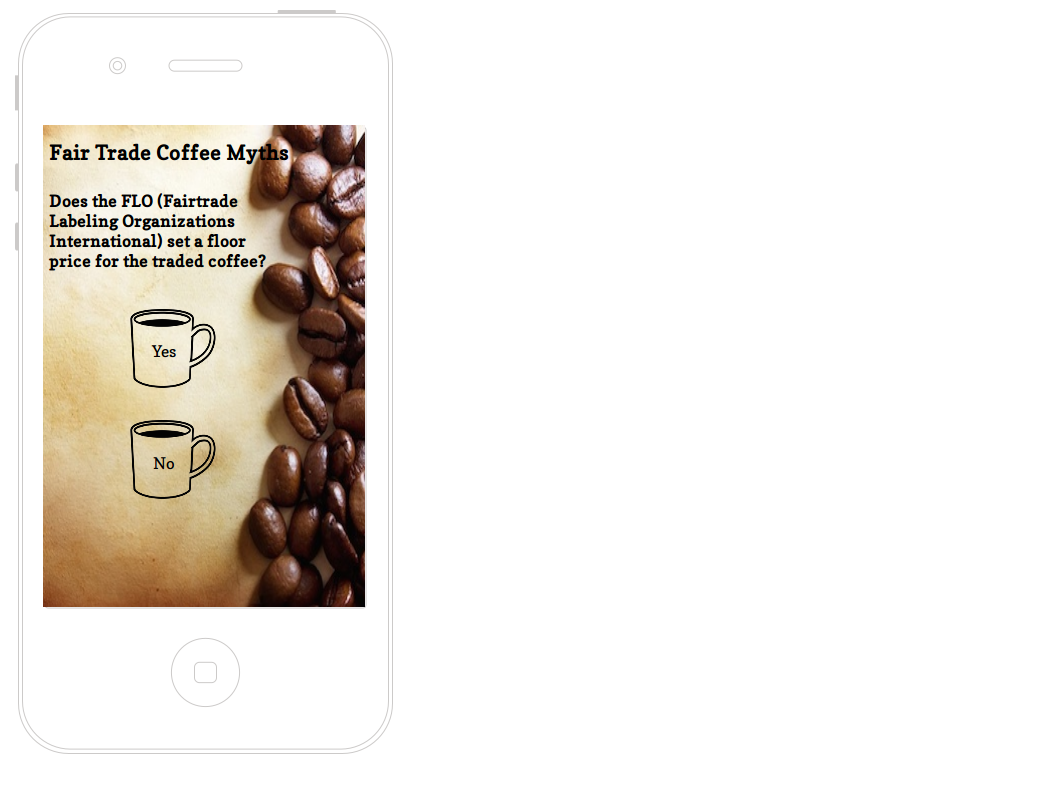 Fair Trade Coffee Myths
Does the FLO (Fairtrade
Labeling Organizations
International) set a floor
price for the traded coffee?
Yes
No